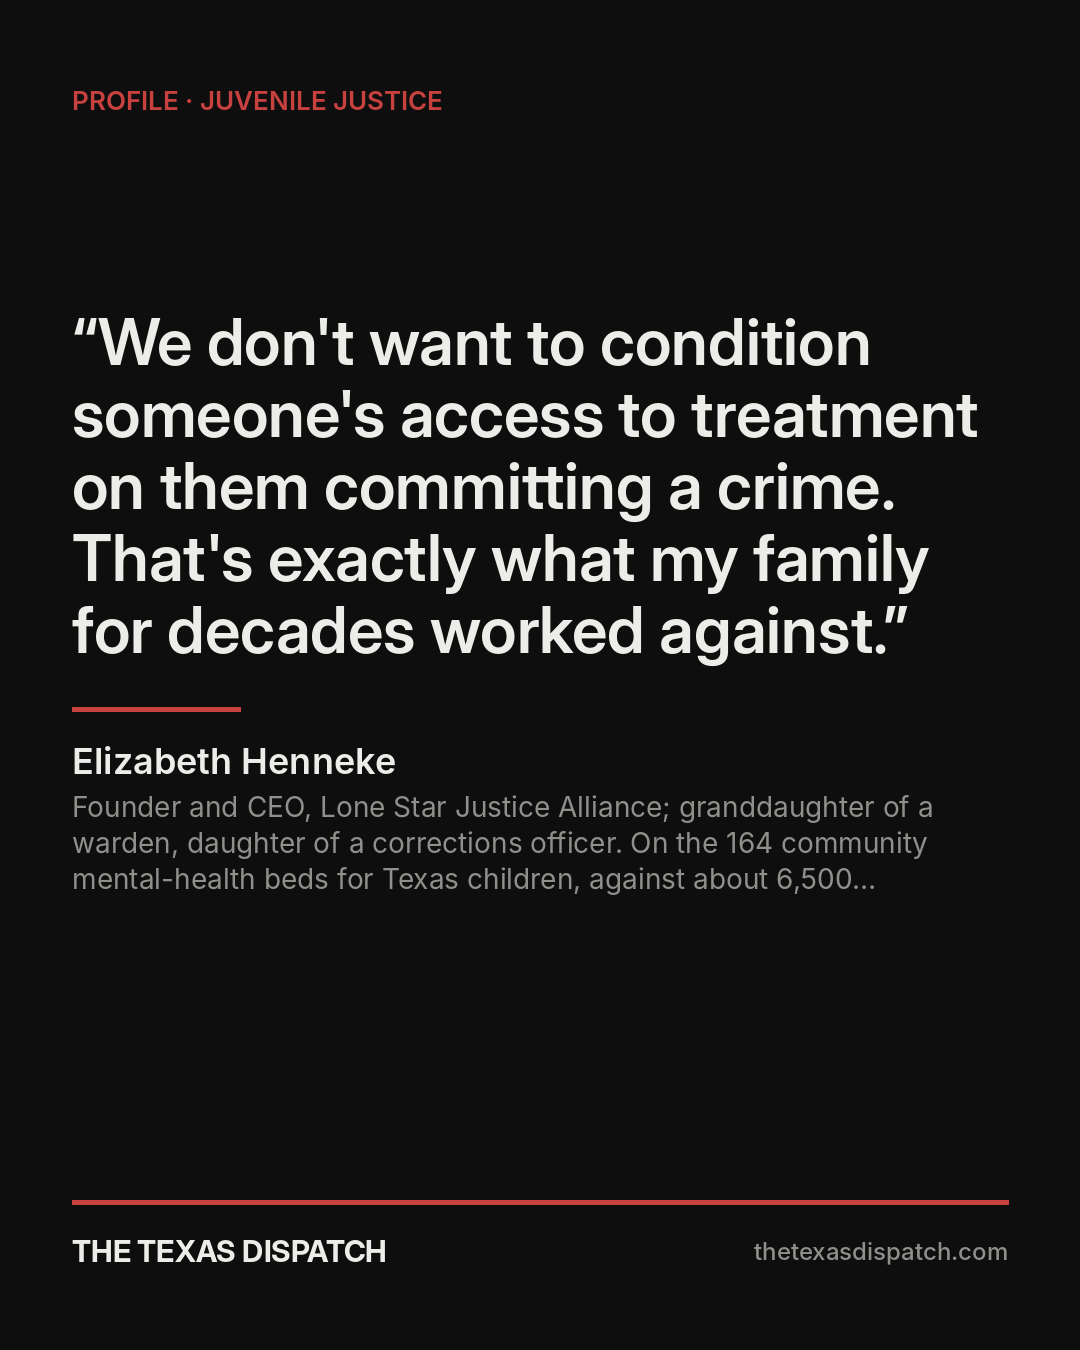 PROFILE · JUVENILE JUSTICE
“We don't want to condition
someone's access to treatment
on them committing a crime.
That's exactly what my family
for decades worked against.”
Elizabeth Henneke
Founder and CEO, Lone Star Justice Alliance; granddaughter of a
warden, daughter of a corrections officer. On the 164 community
mental-health beds for Texas children, against about 6,500...
THE TEXAS DISPATCH
thetexasdispatch.com